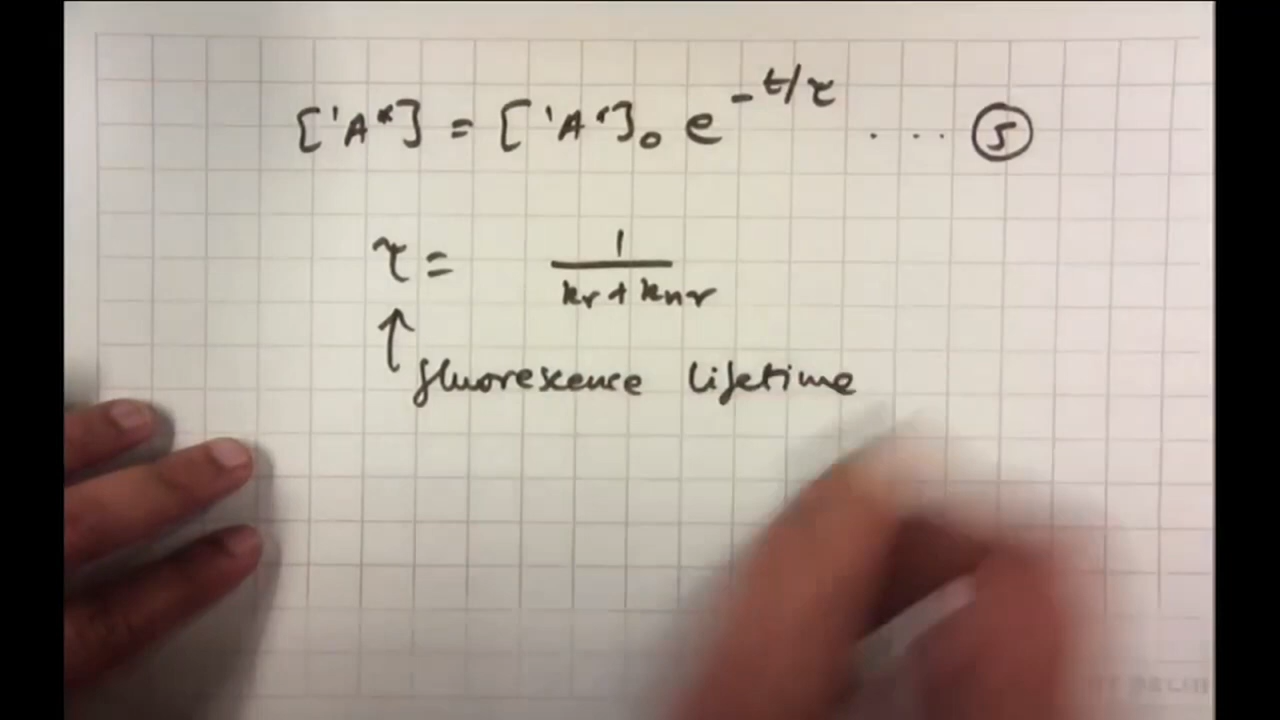 ['A*] = ['A*]₀ e^-t/τ .... ⑤
τ = 1/(kr + knr)
↑ fluorescence lifetime